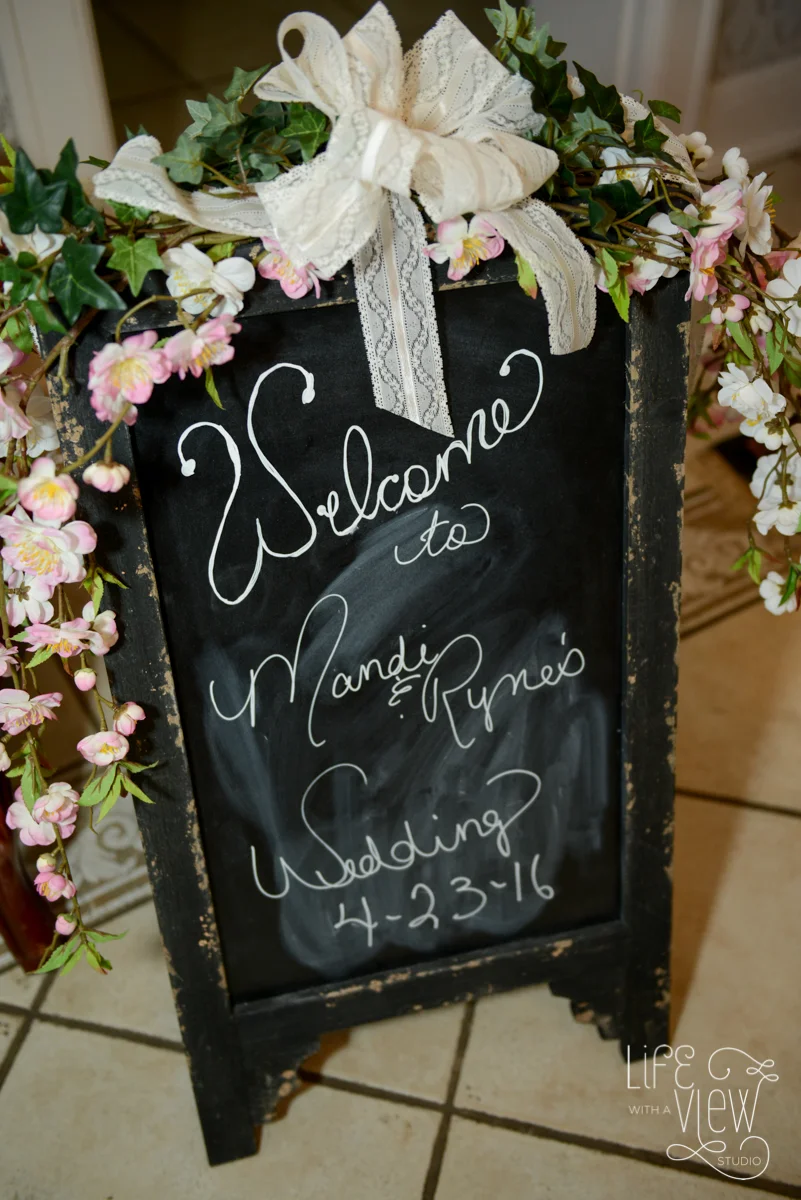 Welcome
to
Mandi
& Ryne's
Wedding
4-23-16
LiFE
WITH A VIEW
STUDIO